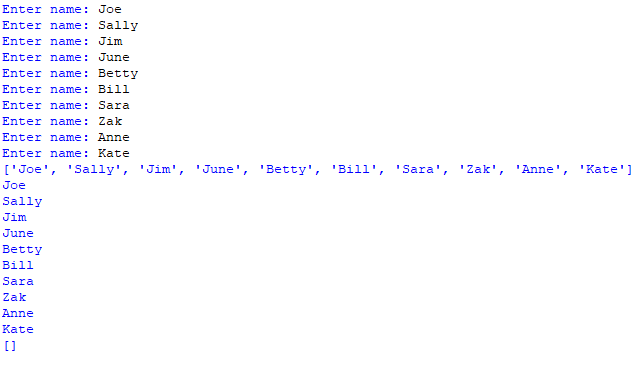 Enter name: Joe
Enter name: Sally
Enter name: Jim
Enter name: June
Enter name: Betty
Enter name: Bill
Enter name: Sara
Enter name: Zak
Enter name: Anne
Enter name: Kate
['Joe', 'Sally', 'Jim', 'June', 'Betty', 'Bill', 'Sara', 'Zak', 'Anne', 'Kate']
Joe
Sally
Jim
June
Betty
Bill
Sara
Zak
Anne
Kate
[]